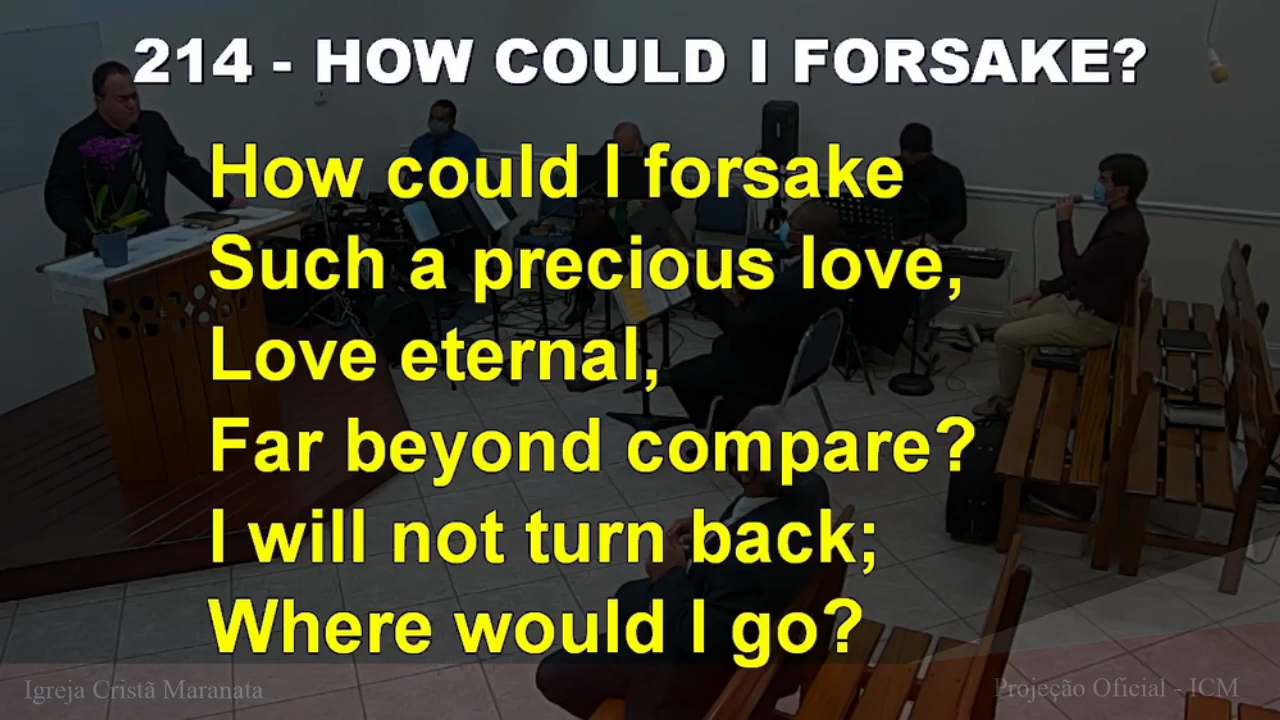 214 - HOW COULD I FORSAKE?
How could I forsake
Such a precious love,
Love eternal,
Far beyond compare?
I will not turn back;
Where would I go?
Igreja Cristã Maranata
Projeção Oficial - ICM